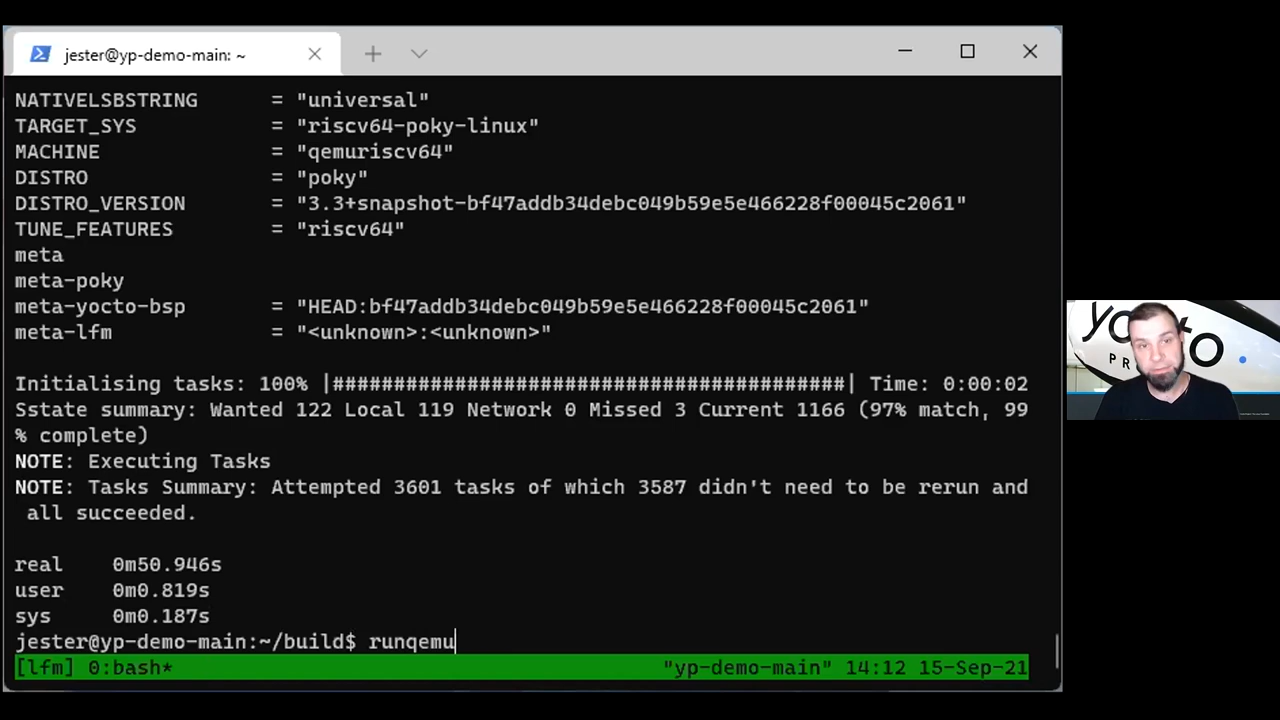 jester@yp-demo-main: ~
NATIVELSBSTRING = "universal"
TARGET_SYS = "riscv64-poky-linux"
MACHINE = "qemuriscv64"
DISTRO = "poky"
DISTRO_VERSION = "3.3+snapshot-bf47addb34debc049b59e5e466228f00045c2061"
TUNE_FEATURES = "riscv64"
meta
meta-poky
meta-yocto-bsp = "HEAD:bf47addb34debc049b59e5e466228f00045c2061"
meta-lfm = "<unknown>:<unknown>"
Initialising tasks: 100% |##########################################| Time: 0:00:02
Sstate summary: Wanted 122 Local 119 Network 0 Missed 3 Current 1166 (97% match, 99
% complete)
NOTE: Executing Tasks
NOTE: Tasks Summary: Attempted 3601 tasks of which 3587 didn't need to be rerun and
all succeeded.
real 0m50.946s
user 0m0.819s
sys 0m0.187s
jester@yp-demo-main:~/build$ runqemu
[lfm] 0:bash* "yp-demo-main" 14:12 15-Sep-21